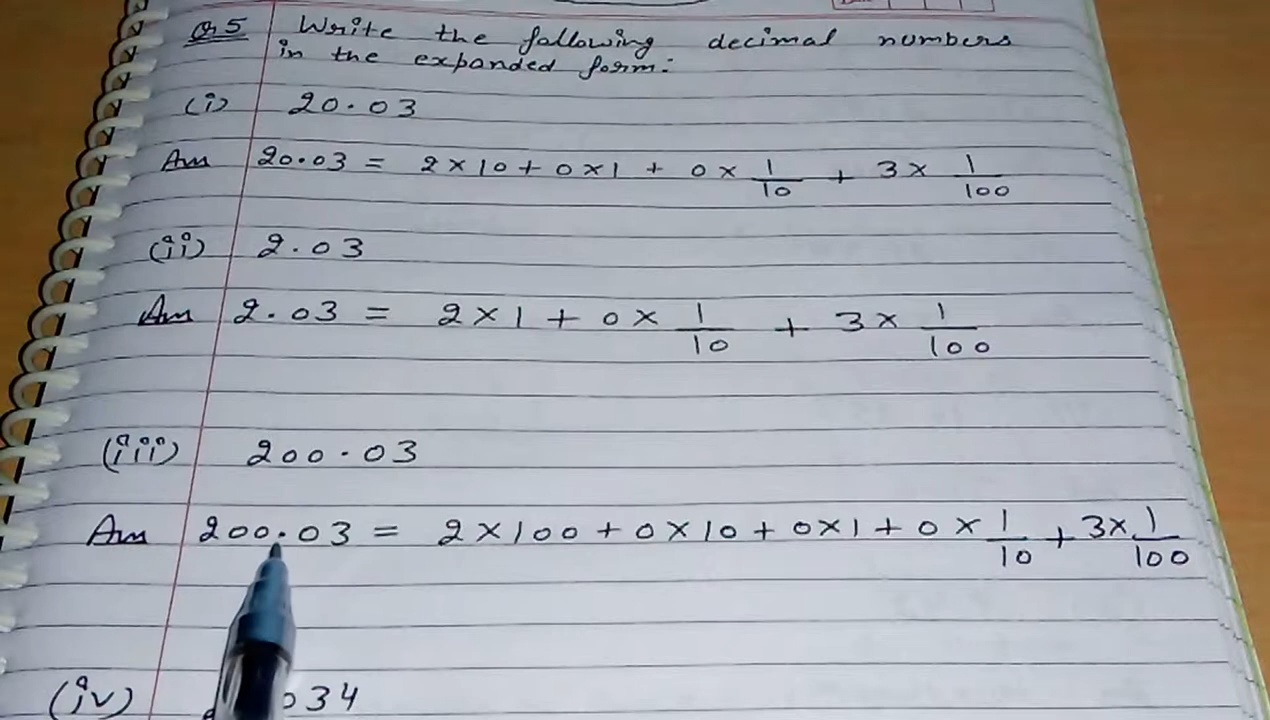 Q5 Write the following decimal numbers
in the expanded form:
(i) 20.03
Ans 20.03 = 2×10 + 0×1 + 0× 1/10 + 3× 1/100
(ii) 2.03
Ans 2.03 = 2×1 + 0× 1/10 + 3× 1/100
(iii) 200.03
Ans 200.03 = 2×100 + 0×10 + 0×1 + 0× 1/10 + 3× 1/100
(iv) 034